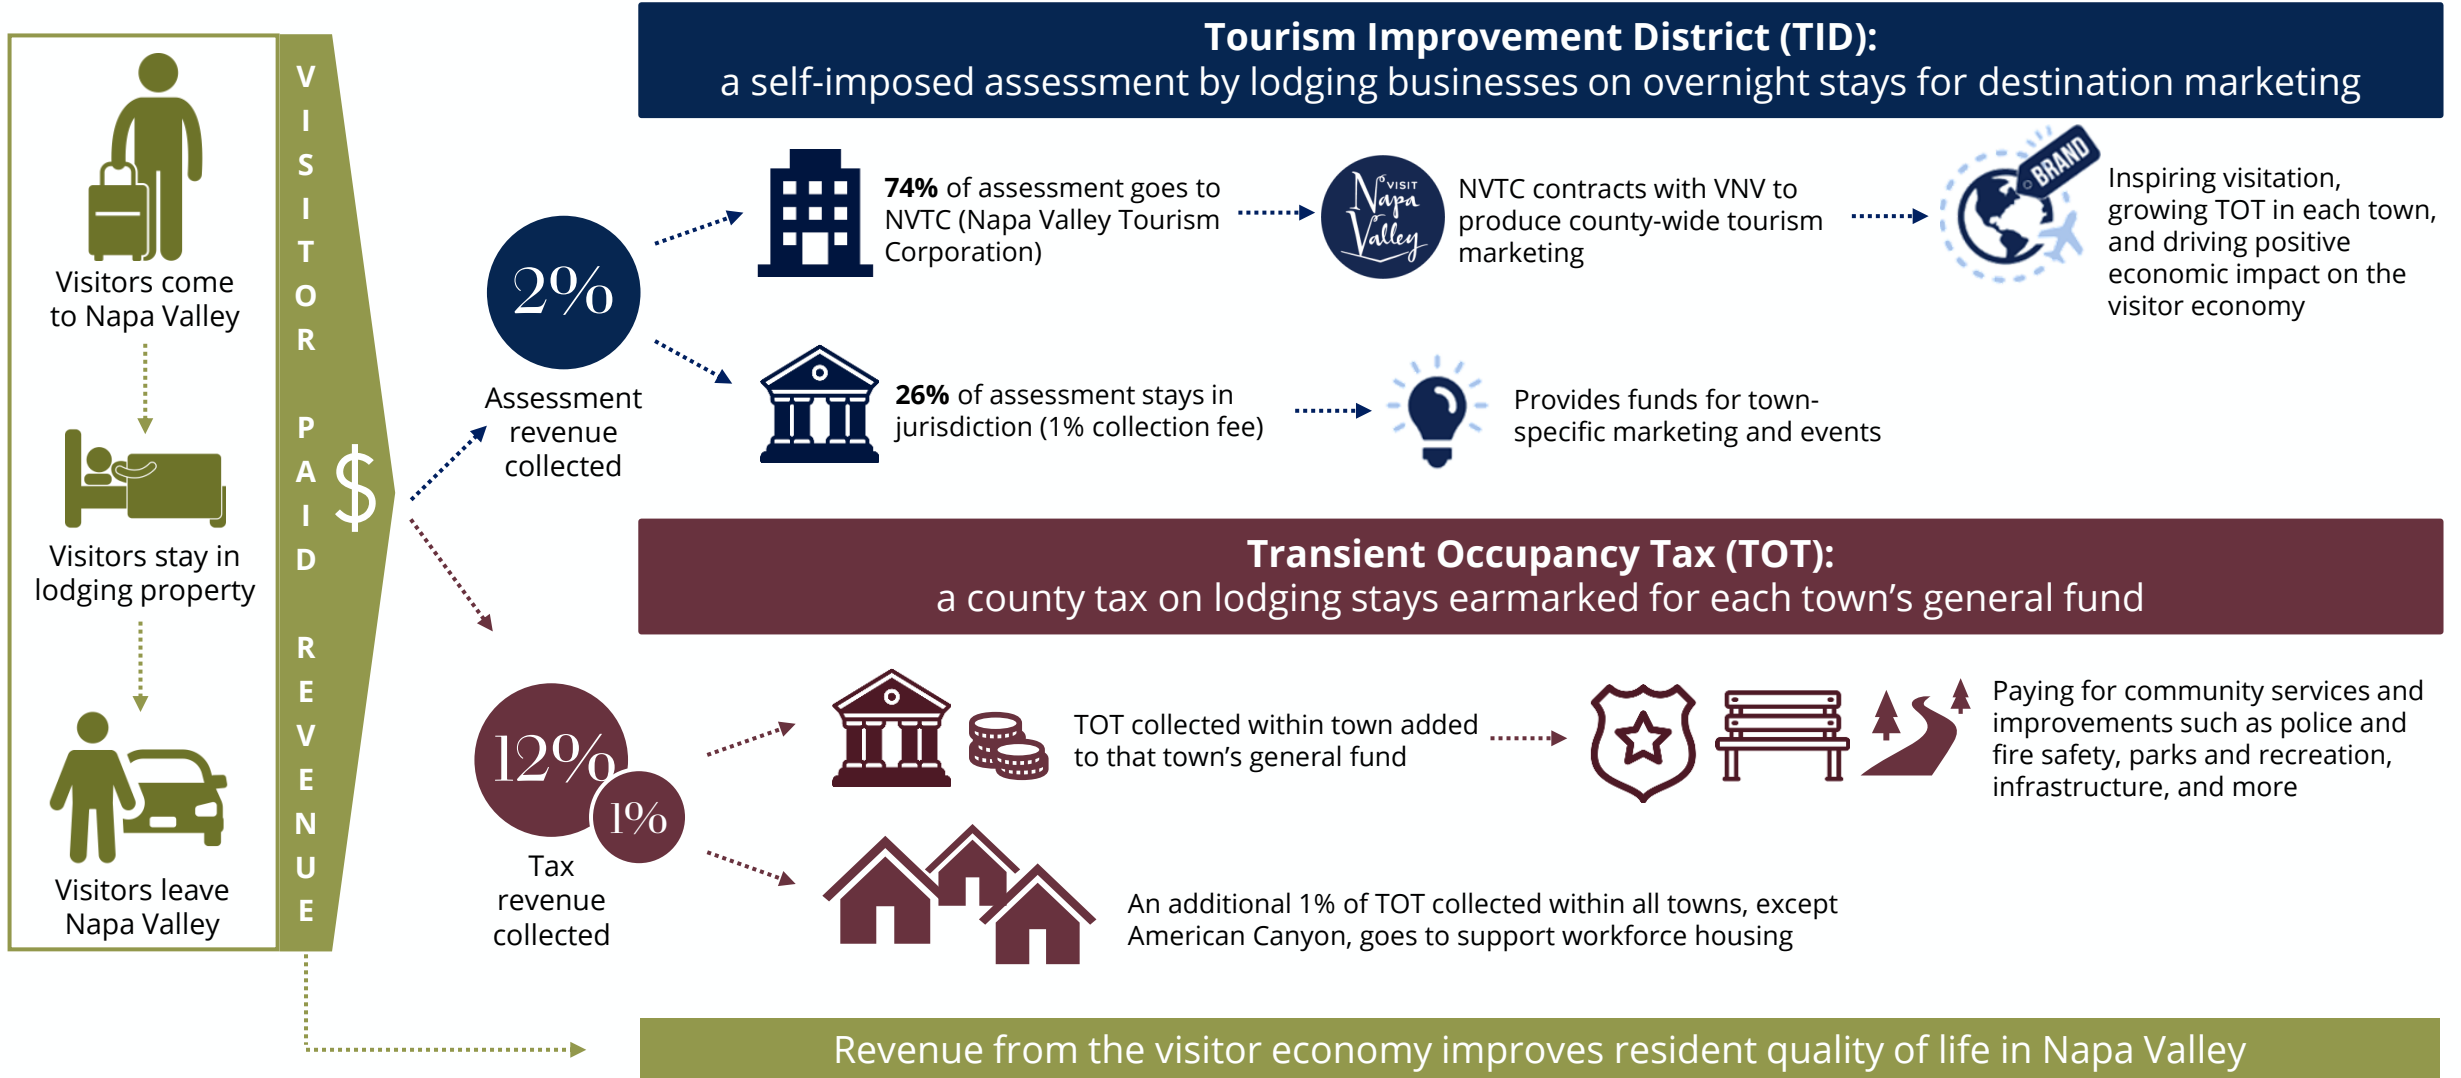 Visitors come
to Napa Valley
Visitors stay in
lodging property
Visitors leave
Napa Valley
VISITOR PAID REVENUE
$
Tourism Improvement District (TID):
a self-imposed assessment by lodging businesses on overnight stays for destination marketing
2%
Assessment
revenue
collected
74% of assessment goes to
NVTC (Napa Valley Tourism
Corporation)
VISIT
Napa
Valley
NVTC contracts with VNV to
produce county-wide tourism
marketing
BRAND
Inspiring visitation,
growing TOT in each town,
and driving positive
economic impact on the
visitor economy
26% of assessment stays in
jurisdiction (1% collection fee)
Provides funds for town-
specific marketing and events
Transient Occupancy Tax (TOT):
a county tax on lodging stays earmarked for each town’s general fund
12%
1%
Tax
revenue
collected
TOT collected within town added
to that town’s general fund
Paying for community services and
improvements such as police and
fire safety, parks and recreation,
infrastructure, and more
An additional 1% of TOT collected within all towns, except
American Canyon, goes to support workforce housing
Revenue from the visitor economy improves resident quality of life in Napa Valley